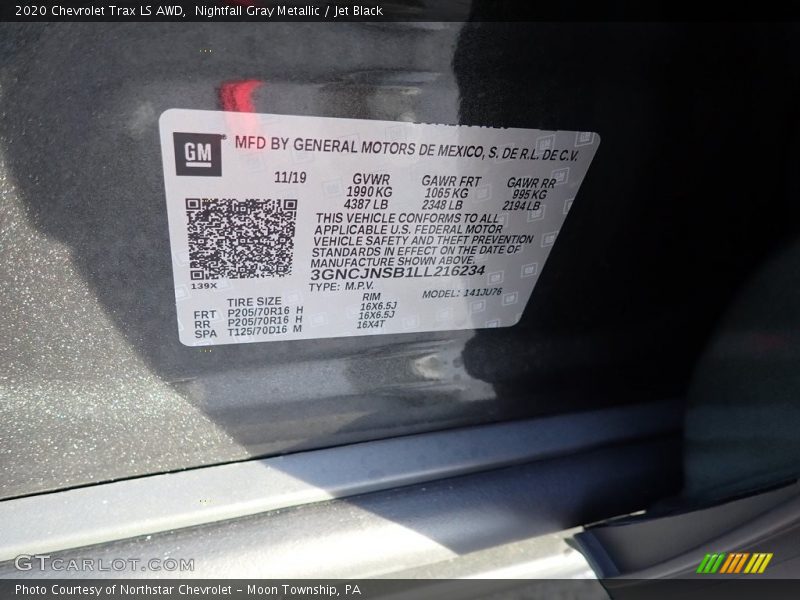 2020 Chevrolet Trax LS AWD,  Nightfall Gray Metallic / Jet Black
GM
MFD BY GENERAL MOTORS DE MEXICO, S. DE R.L. DE C.V.
11/19 GVWR GAWR FRT GAWR RR
1990 KG 1065 KG 995 KG
4387 LB 2348 LB 2194 LB
THIS VEHICLE CONFORMS TO ALL
APPLICABLE U.S. FEDERAL MOTOR
VEHICLE SAFETY AND THEFT PREVENTION
STANDARDS IN EFFECT ON THE DATE OF
MANUFACTURE SHOWN ABOVE.
3GNCJNSB1LL216234
139X TYPE: M.P.V. MODEL: 141JU76
TIRE SIZE RIM
FRT P205/70R16 H 16X6.5J
RR P205/70R16 H 16X6.5J
SPA T125/70D16 M 16X4T
GTCARLOT.COM
Photo Courtesy of Northstar Chevrolet – Moon Township, PA